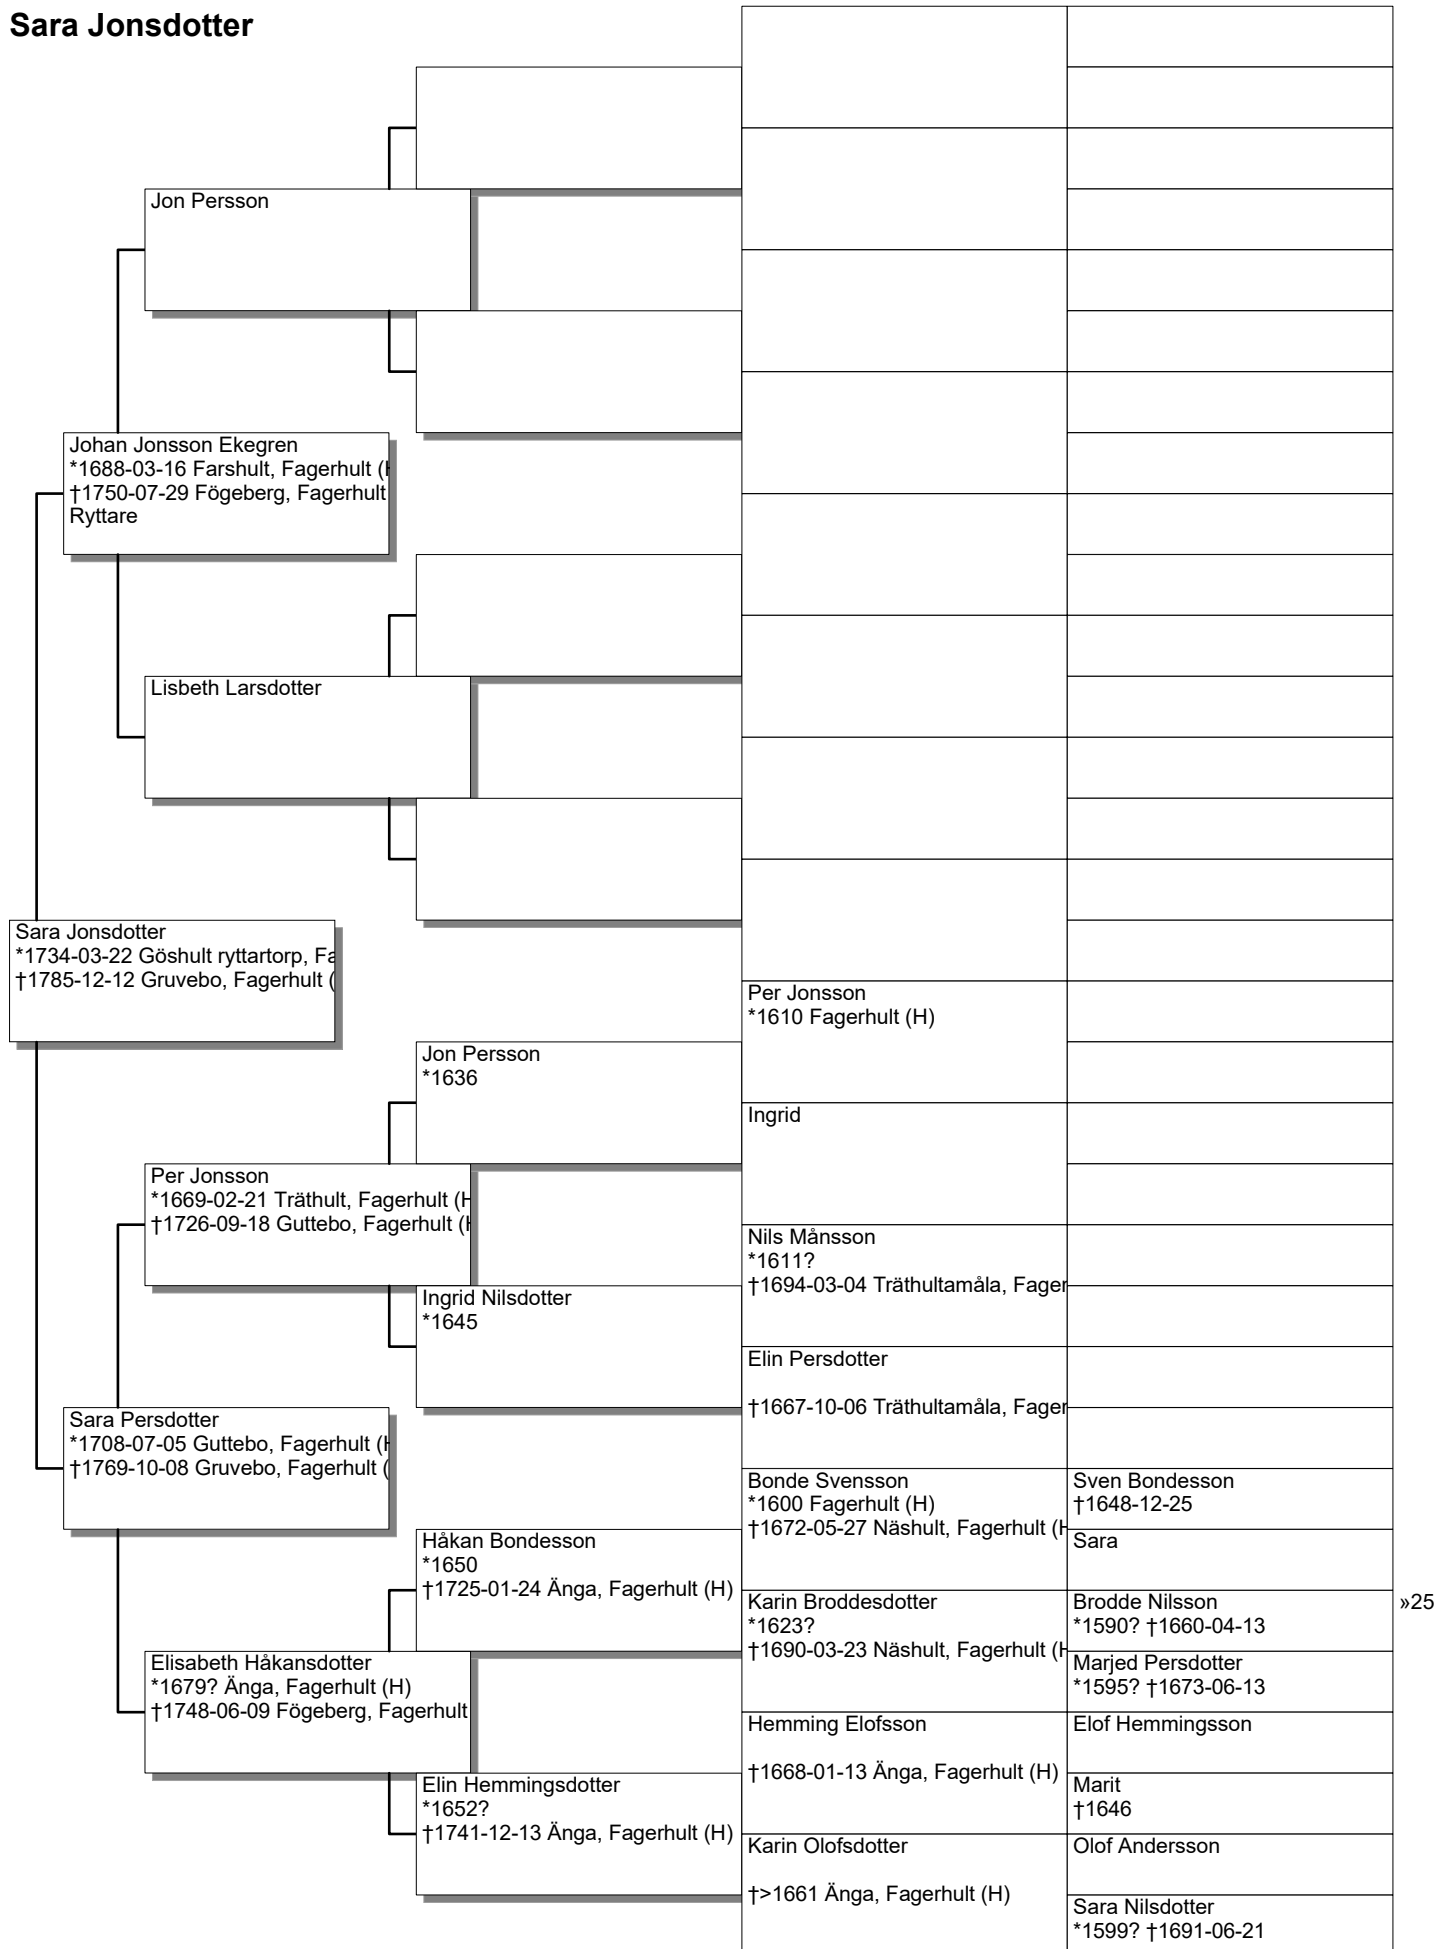 Sara Jonsdotter
Jon Persson
Johan Jonsson Ekegren
*1688-03-16 Farshult, Fagerhult (
†1750-07-29 Fögeberg, Fagerhult
Ryttare
Lisbeth Larsdotter
Sara Jonsdotter
*1734-03-22 Göshult ryttartorp, Fa
†1785-12-12 Gruvebo, Fagerhult (
Per Jonsson
*1610 Fagerhult (H)
Jon Persson
*1636
Ingrid
Per Jonsson
*1669-02-21 Träthult, Fagerhult (H
†1726-09-18 Guttebo, Fagerhult (
Nils Månsson
*1611?
†1694-03-04 Träthultamåla, Fager
Ingrid Nilsdotter
*1645
Elin Persdotter
†1667-10-06 Träthultamåla, Fager
Sara Persdotter
*1708-07-05 Guttebo, Fagerhult (
†1769-10-08 Gruvebo, Fagerhult (
Bonde Svensson
*1600 Fagerhult (H)
†1672-05-27 Näshult, Fagerhult (H
Sven Bondesson
†1648-12-25
Sara
Håkan Bondesson
*1650
†1725-01-24 Änga, Fagerhult (H)
Karin Broddesdotter
*1623?
†1690-03-23 Näshult, Fagerhult (H
Brodde Nilsson
*1590? †1660-04-13
»25
Marjed Persdotter
*1595? †1673-06-13
Elisabeth Håkansdotter
*1679? Änga, Fagerhult (H)
†1748-06-09 Fögeberg, Fagerhult
Hemming Elofsson
†1668-01-13 Änga, Fagerhult (H)
Elof Hemmingsson
Marit
†1646
Elin Hemmingsdotter
*1652?
†1741-12-13 Änga, Fagerhult (H)
Karin Olofsdotter
†>1661 Änga, Fagerhult (H)
Olof Andersson
Sara Nilsdotter
*1599? †1691-06-21